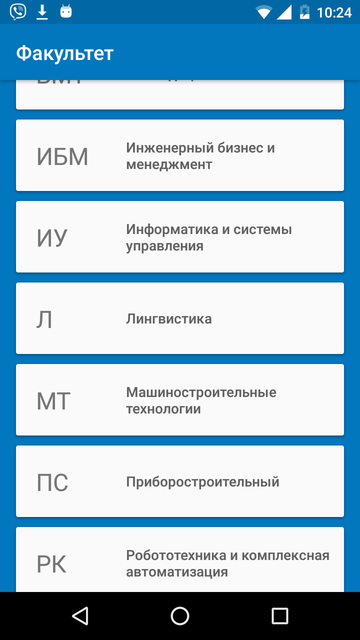 10:24
Факультет
ИБМ
Инженерный бизнес и
менеджмент
ИУ
Информатика и системы
управления
Л
Лингвистика
МТ
Машиностроительные
технологии
ПС
Приборостроительный
РК
Робототехника и комплексная
автоматизация